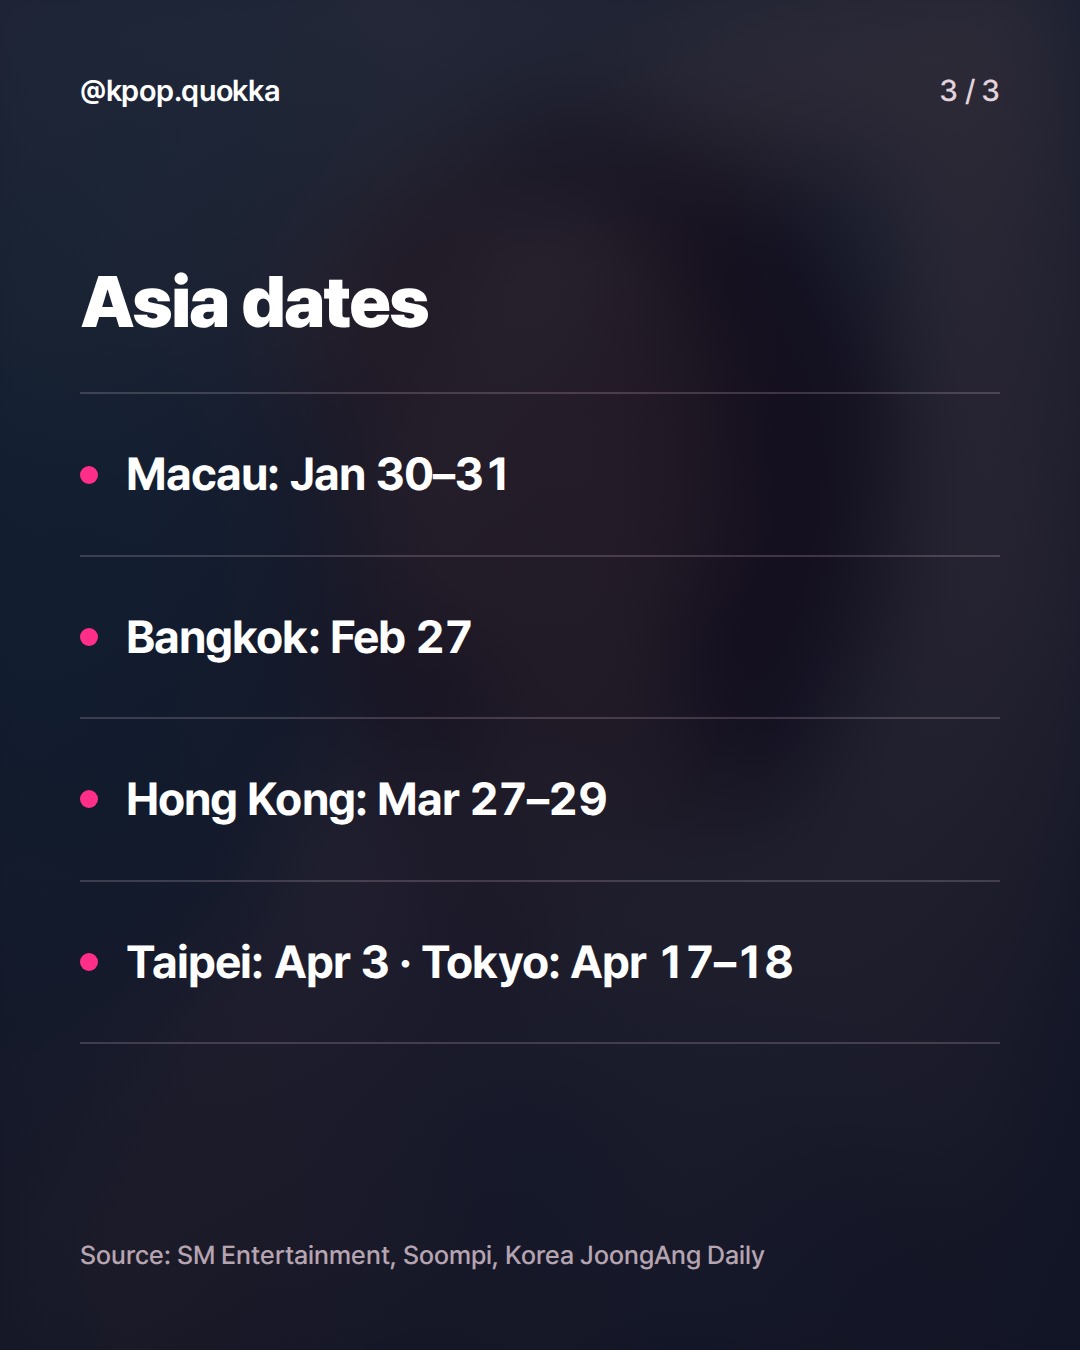 @kpop.quokka
3 / 3
Asia dates
Macau: Jan 30–31
Bangkok: Feb 27
Hong Kong: Mar 27–29
Taipei: Apr 3 · Tokyo: Apr 17–18
Source: SM Entertainment, Soompi, Korea JoongAng Daily